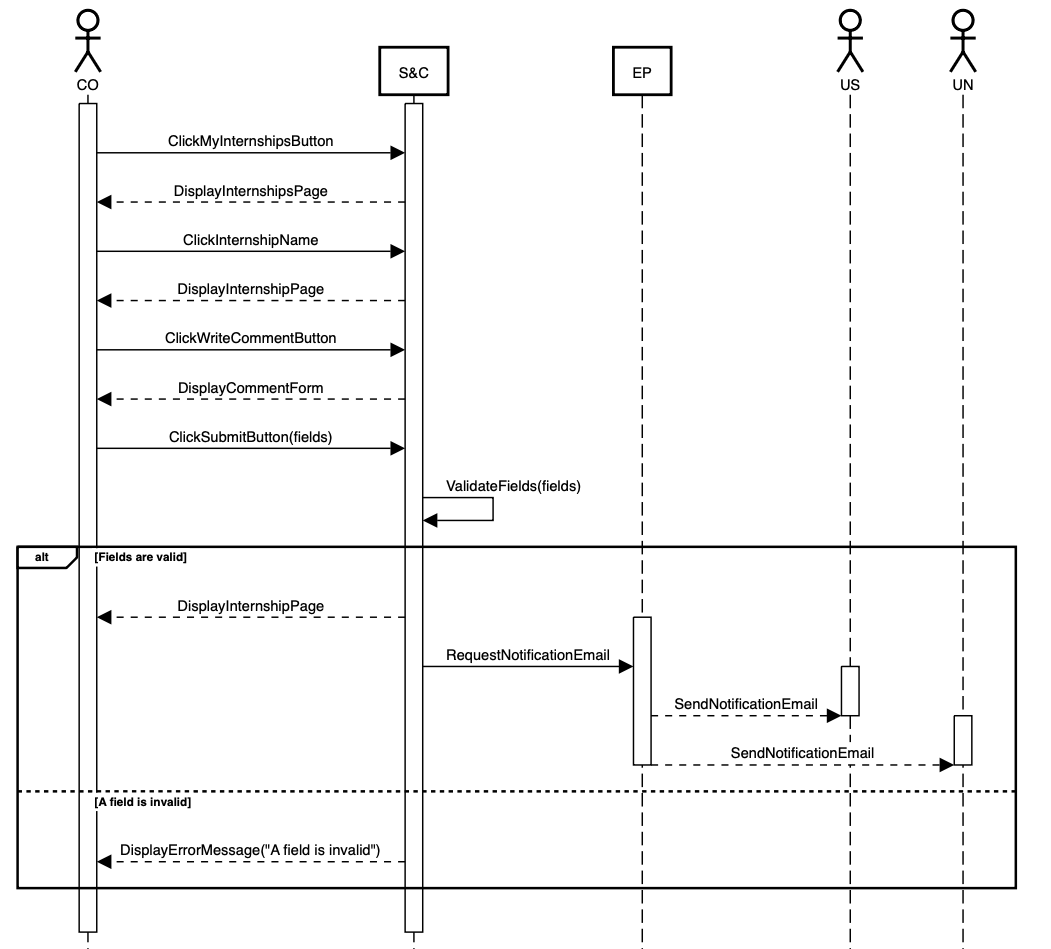 CO
S&C
EP
US
UN
ClickMyInternshipsButton
DisplayInternshipsPage
ClickInternshipName
DisplayInternshipPage
ClickWriteCommentButton
DisplayCommentForm
ClickSubmitButton(fields)
ValidateFields(fields)
alt
[Fields are valid]
DisplayInternshipPage
RequestNotificationEmail
SendNotificationEmail
SendNotificationEmail
[A field is invalid]
DisplayErrorMessage("A field is invalid")